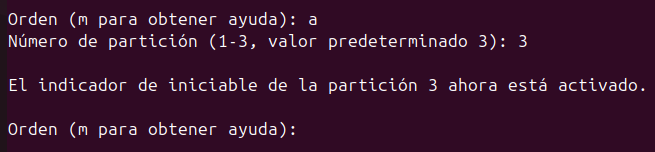 Orden (m para obtener ayuda): a
Número de partición (1-3, valor predeterminado 3): 3
El indicador de iniciable de la partición 3 ahora está activado.
Orden (m para obtener ayuda):